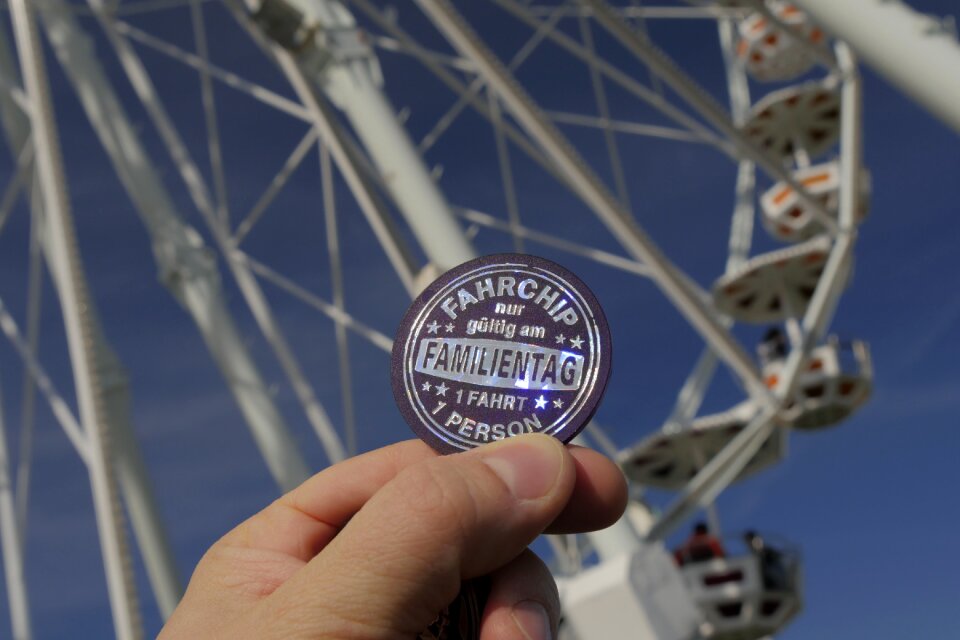 FAHRCHIP
nur
gültig am
FAMILIENTAG
1 FAHRT
1 PERSON